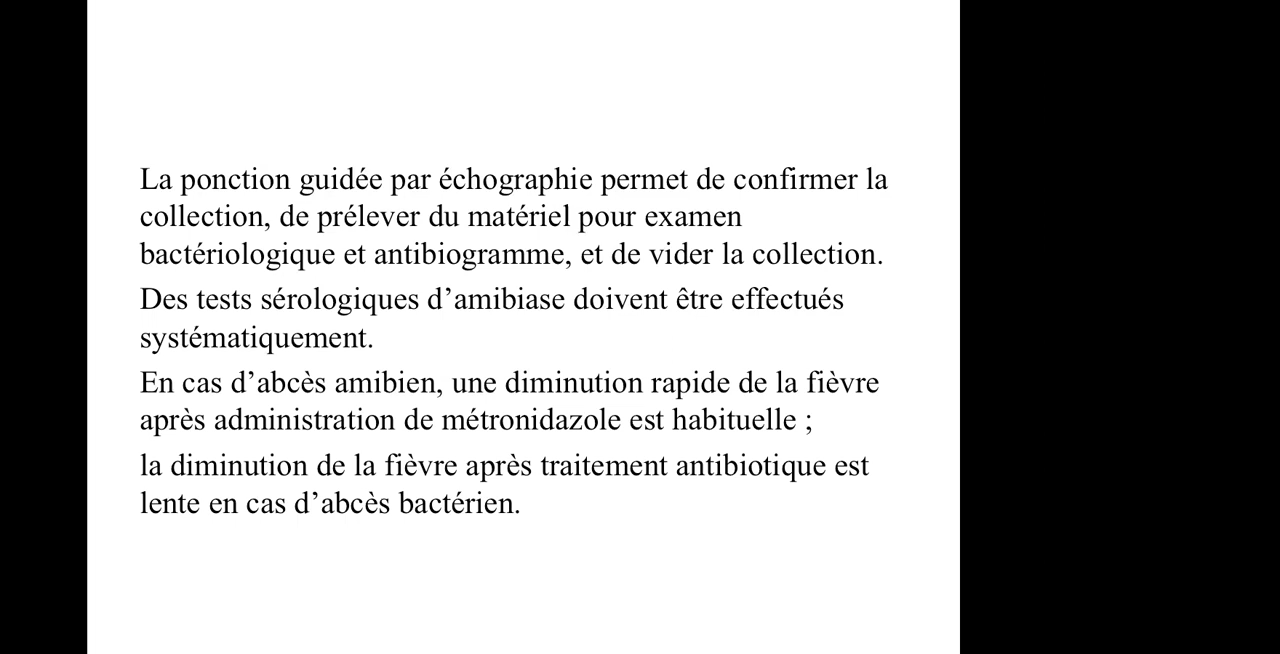 La ponction guidée par échographie permet de confirmer la
collection, de prélever du matériel pour examen
bactériologique et antibiogramme, et de vider la collection.
Des tests sérologiques d’amibiase doivent être effectués
systématiquement.
En cas d’abcès amibien, une diminution rapide de la fièvre
après administration de métronidazole est habituelle ;
la diminution de la fièvre après traitement antibiotique est
lente en cas d’abcès bactérien.